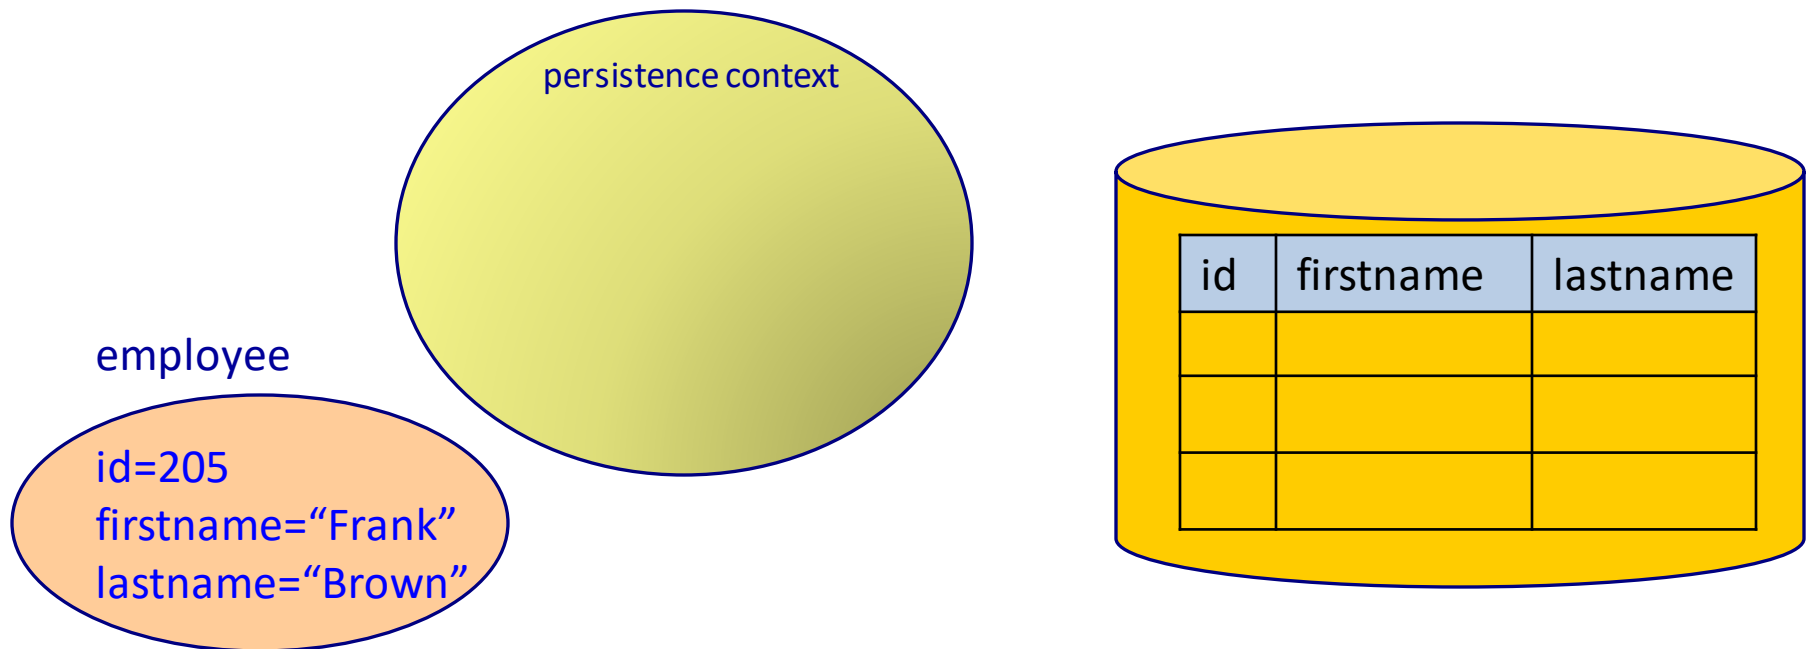 persistence context
id firstname lastname
employee
id=205
firstname=“Frank”
lastname=“Brown”